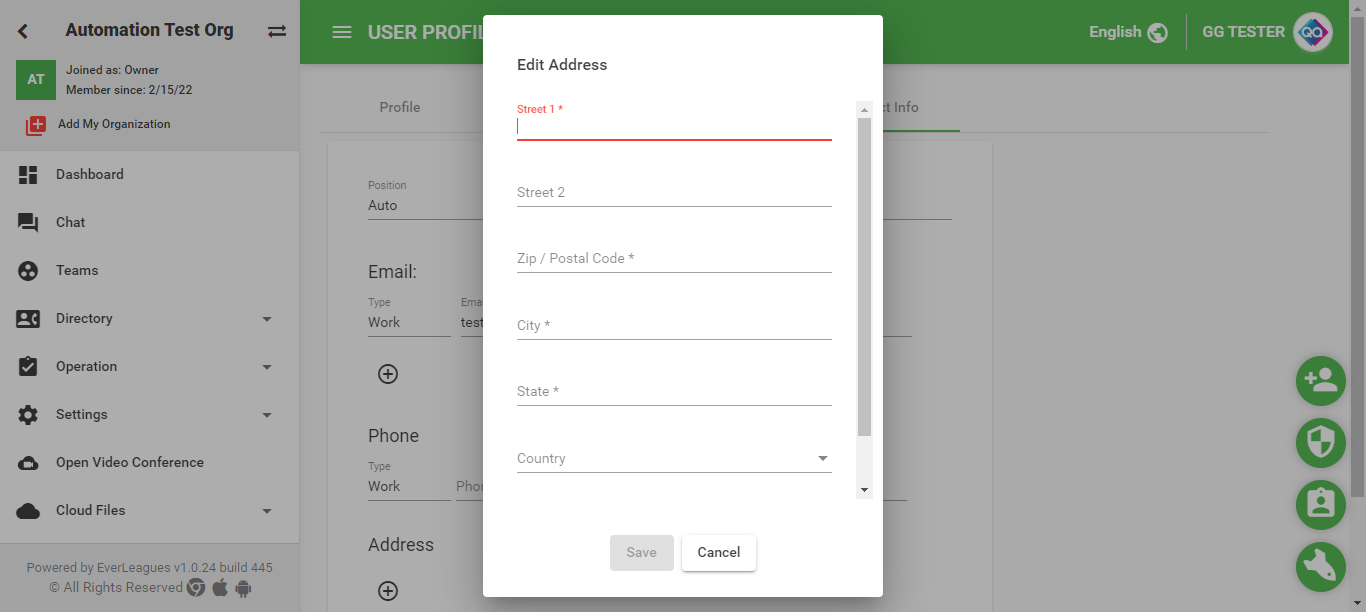 Automation Test Org
AT
Joined as: Owner
Member since: 2/15/22
Add My Organization
Dashboard
Chat
Teams
Directory
Operation
Settings
Open Video Conference
Cloud Files
Powered by EverLeagues v1.0.24 build 445
© All Rights Reserved
USER PROFIL
English
GG TESTER
QA
Profile
ct Info
Position
Auto
Email:
Type
Work
Ema
test
Phone
Type
Work
Phon
Address
Edit Address
Street 1 *
Street 2
Zip / Postal Code *
City *
State *
Country
Save
Cancel